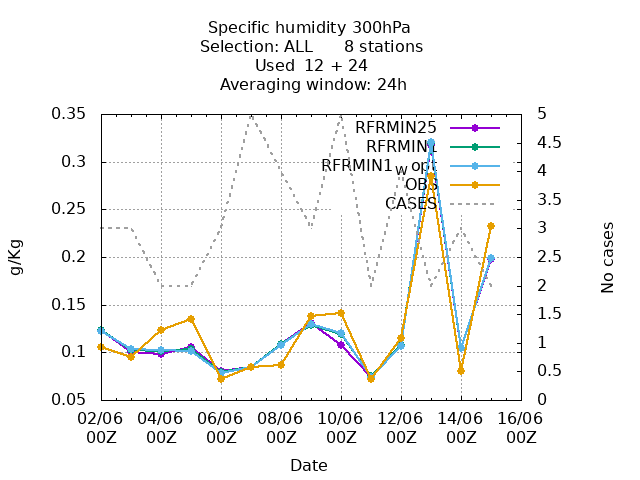 Specific humidity 300hPa
Selection: ALL 8 stations
Used 12 + 24
Averaging window: 24h
RFRMIN25
RFRMIN1
RFRMIN1w op
OBS
CASES
0.35
0.3
0.25
0.2
0.15
0.1
0.05
g/Kg
5
4.5
4
3.5
3
2.5
2
1.5
1
0.5
0
No cases
02/06 04/06 06/06 08/06 10/06 12/06 14/06 16/06
00Z 00Z 00Z 00Z 00Z 00Z 00Z 00Z
Date